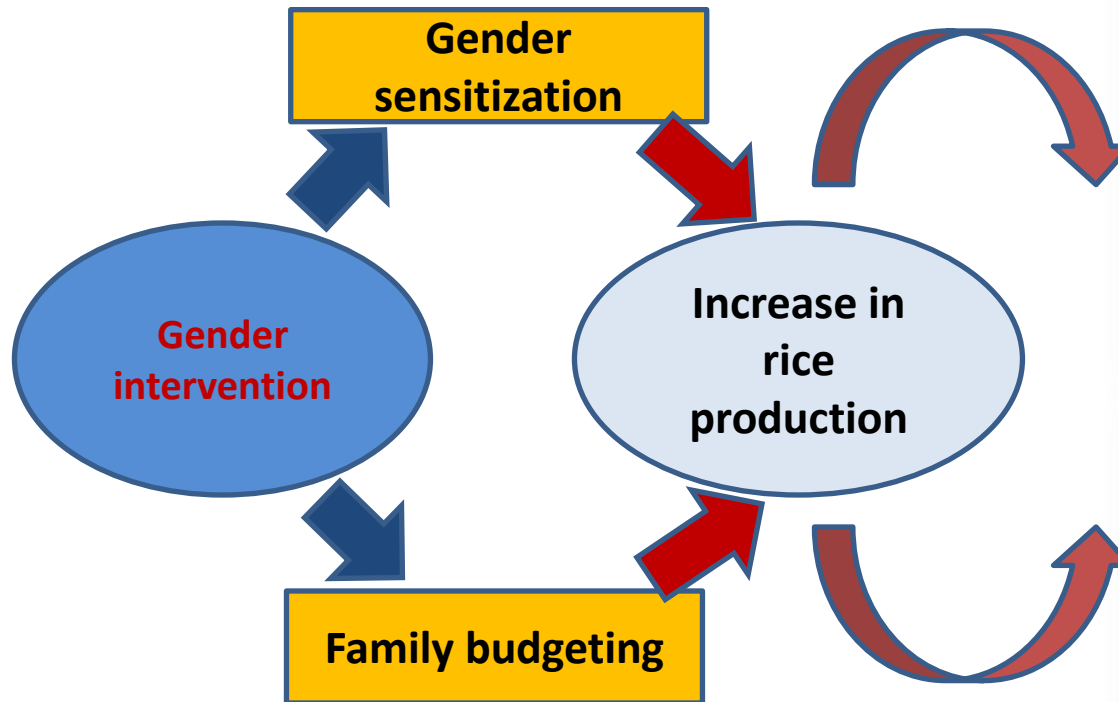 Gender
sensitization
Gender
intervention
Increase in
rice
production
Family budgeting